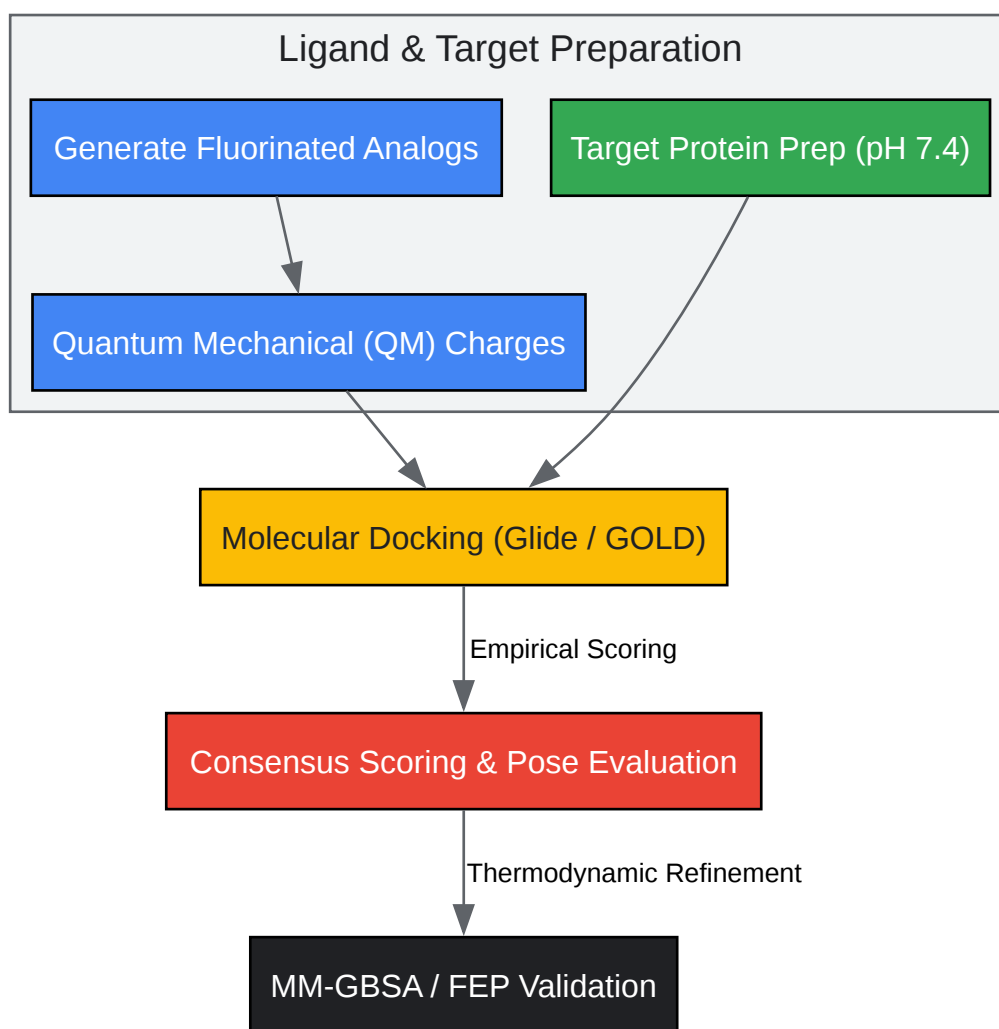 Ligand & Target Preparation
Generate Fluorinated Analogs
Target Protein Prep (pH 7.4)
Quantum Mechanical (QM) Charges
Molecular Docking (Glide / GOLD)
Empirical Scoring
Consensus Scoring & Pose Evaluation
Thermodynamic Refinement
MM-GBSA / FEP Validation